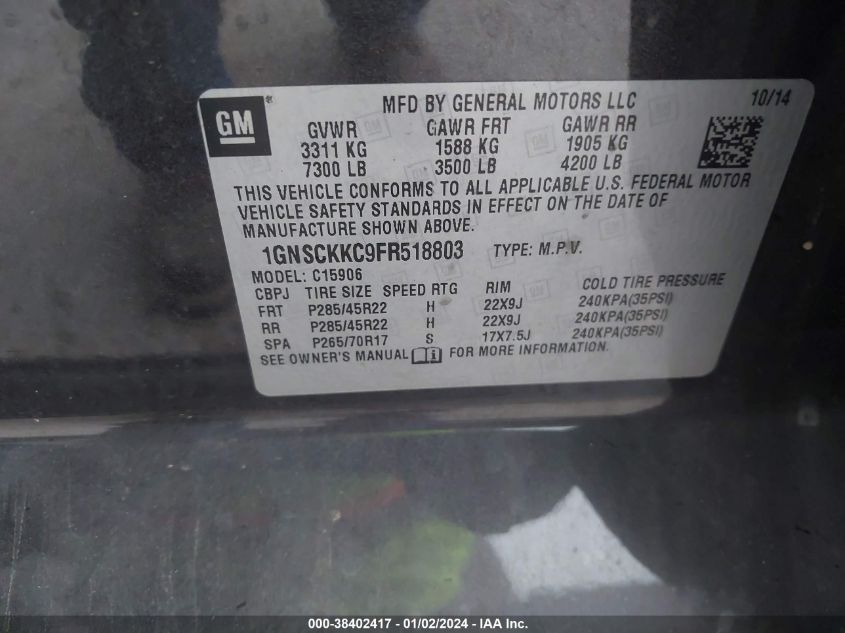 GM
MFD BY GENERAL MOTORS LLC 10/14
GVWR GAWR FRT GAWR RR
3311 KG 1588 KG 1905 KG
7300 LB 3500 LB 4200 LB
THIS VEHICLE CONFORMS TO ALL APPLICABLE U.S. FEDERAL MOTOR
VEHICLE SAFETY STANDARDS IN EFFECT ON THE DATE OF
MANUFACTURE SHOWN ABOVE.
1GNSCKKC9FR518803 TYPE: M.P.V.
MODEL: C15906
CBPJ TIRE SIZE SPEED RTG RIM COLD TIRE PRESSURE
FRT P285/45R22 H 22X9J 240KPA(35PSI)
RR P285/45R22 H 22X9J 240KPA(35PSI)
SPA P265/70R17 S 17X7.5J 240KPA(35PSI)
SEE OWNER'S MANUAL FOR MORE INFORMATION.
000-38402417 - 01/02/2024 - IAA Inc.